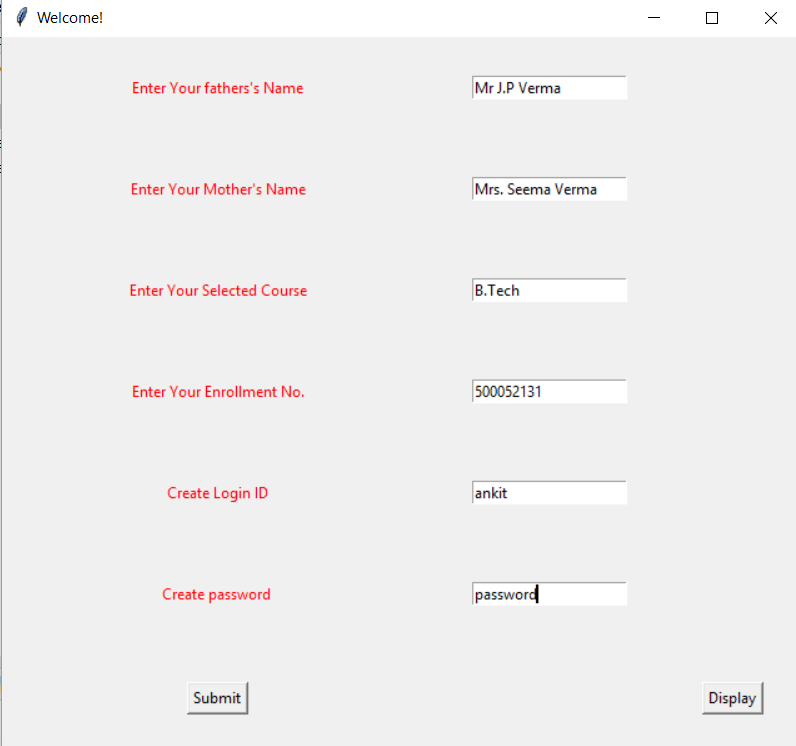 Welcome!
Enter Your fathers's Name Mr J.P Verma
Enter Your Mother's Name Mrs. Seema Verma
Enter Your Selected Course B.Tech
Enter Your Enrollment No. 500052131
Create Login ID ankit
Create password password
Submit Display